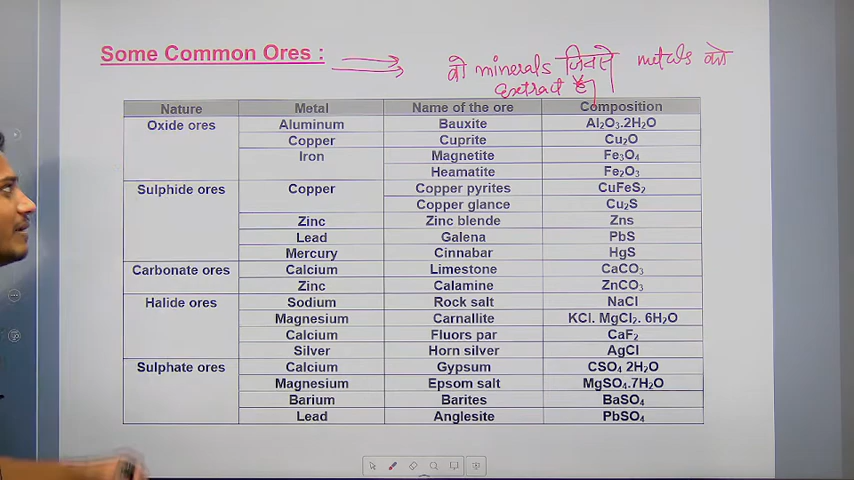 Some Common Ores :
वो minerals जिनसे metals को
extract है
Nature Metal Name of the ore Composition
Oxide ores Aluminum Bauxite Al₂O₃.2H₂O
Copper Cuprite Cu₂O
Iron Magnetite Fe₃O₄
Heamatite Fe₂O₃
Sulphide ores Copper Copper pyrites CuFeS₂
Copper glance Cu₂S
Zinc Zinc blende Zns
Lead Galena PbS
Mercury Cinnabar HgS
Carbonate ores Calcium Limestone CaCO₃
Zinc Calamine ZnCO₃
Halide ores Sodium Rock salt NaCl
Magnesium Carnallite KCl. MgCl₂. 6H₂O
Calcium Fluors par CaF₂
Silver Horn silver AgCl
Sulphate ores Calcium Gypsum CSO₄ 2H₂O
Magnesium Epsom salt MgSO₄.7H₂O
Barium Barites BaSO₄
Lead Anglesite PbSO₄